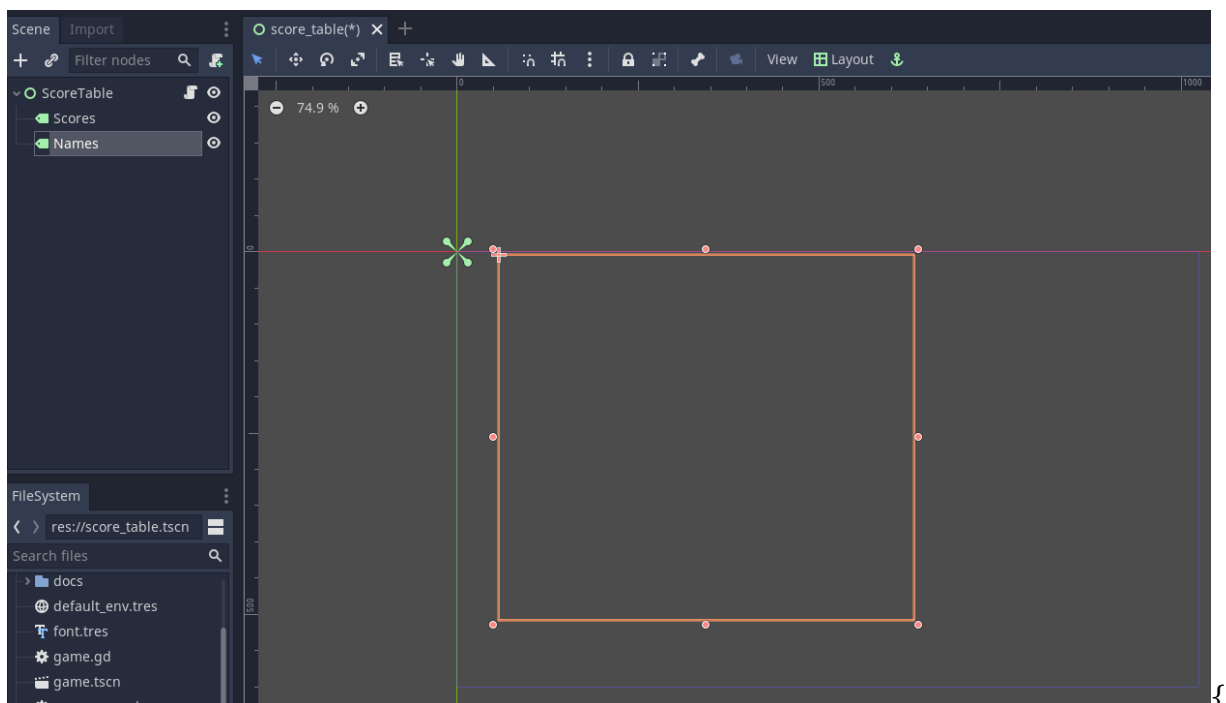 Scene Import
score_table(*)
Filter nodes
View Layout
0 500 1000
ScoreTable
Scores
Names
74.9 %
0
500
FileSystem
res://score_table.tscn
Search files
docs
default_env.tres
font.tres
game.gd
game.tscn
{